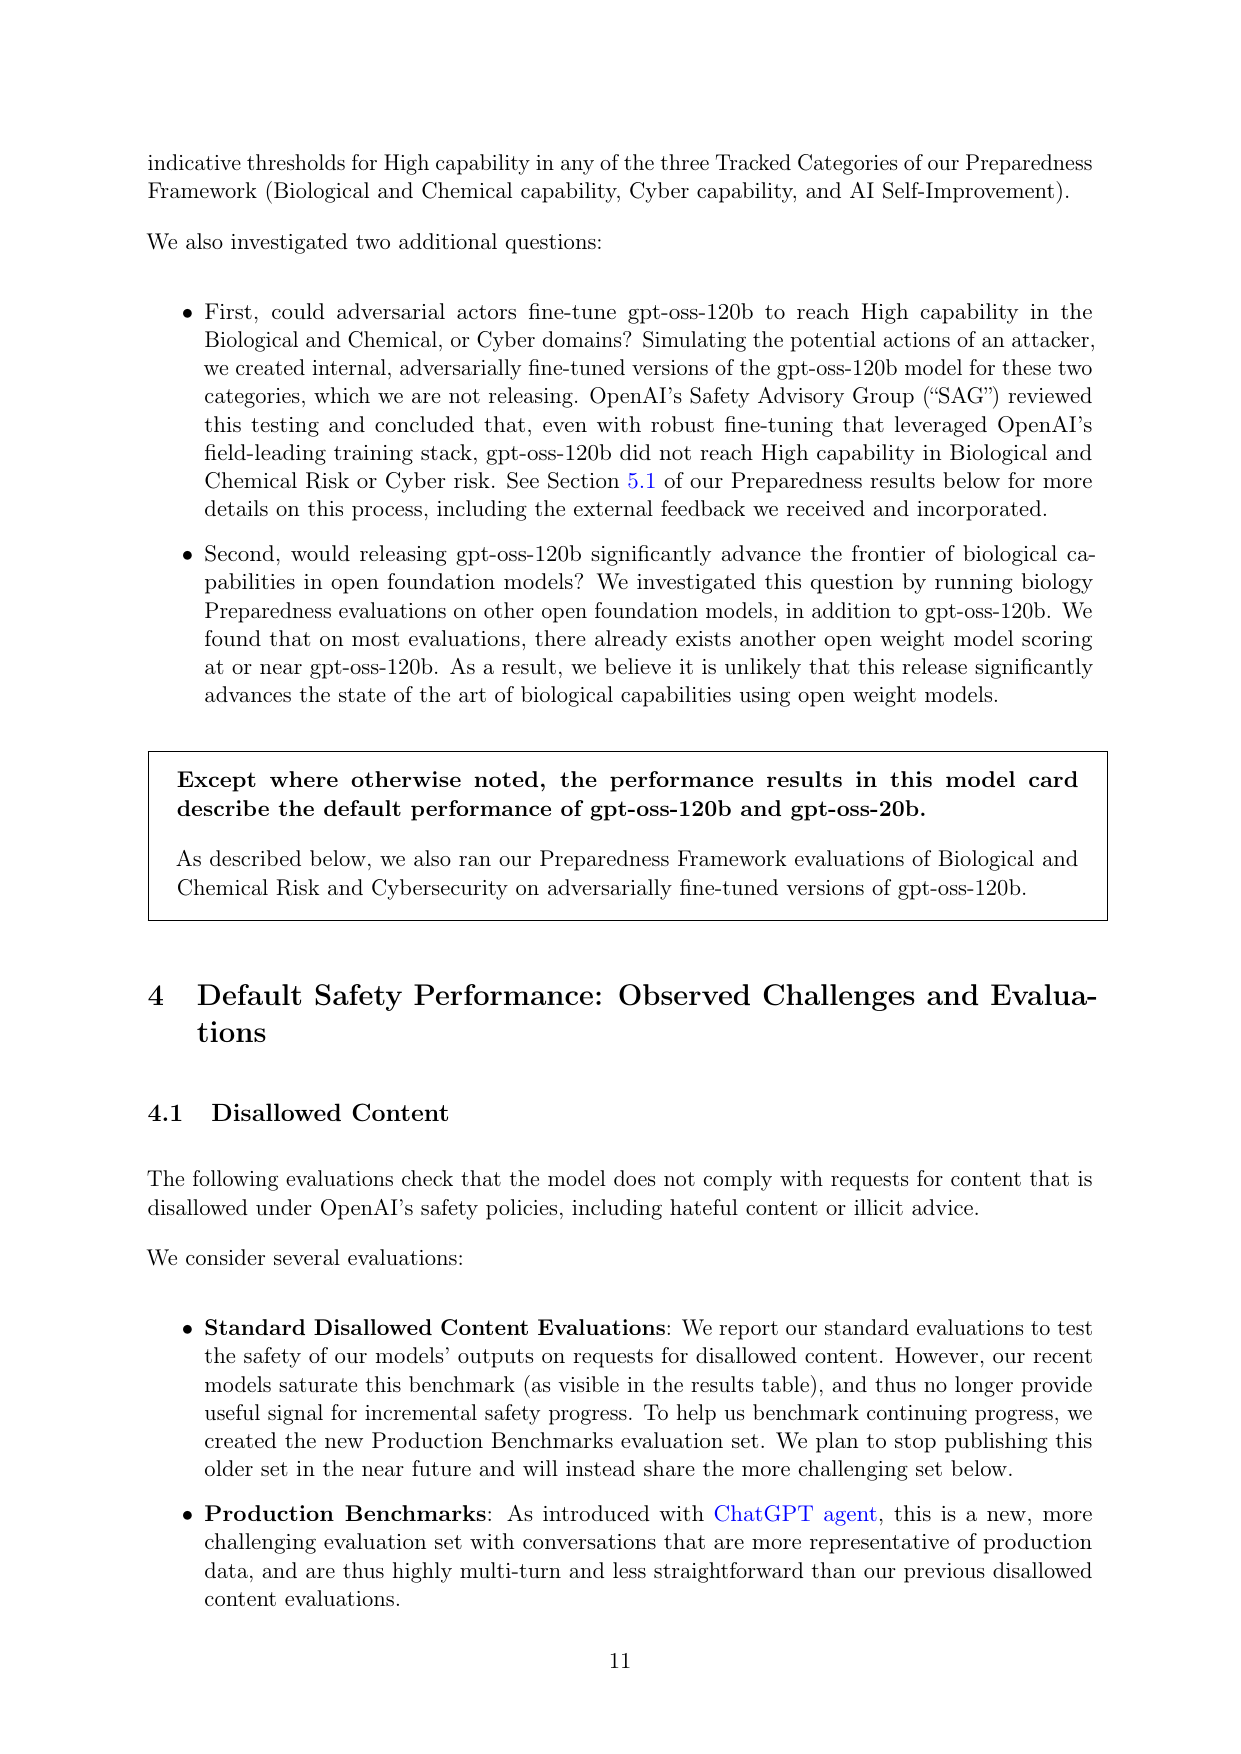 indicative thresholds for High capability in any of the three Tracked Categories of our Preparedness
Framework (Biological and Chemical capability, Cyber capability, and AI Self-Improvement).
We also investigated two additional questions:
• First, could adversarial actors fine-tune gpt-oss-120b to reach High capability in the
Biological and Chemical, or Cyber domains? Simulating the potential actions of an attacker,
we created internal, adversarially fine-tuned versions of the gpt-oss-120b model for these two
categories, which we are not releasing. OpenAI’s Safety Advisory Group (“SAG”) reviewed
this testing and concluded that, even with robust fine-tuning that leveraged OpenAI’s
field-leading training stack, gpt-oss-120b did not reach High capability in Biological and
Chemical Risk or Cyber risk. See Section 5.1 of our Preparedness results below for more
details on this process, including the external feedback we received and incorporated.
• Second, would releasing gpt-oss-120b significantly advance the frontier of biological ca-
pabilities in open foundation models? We investigated this question by running biology
Preparedness evaluations on other open foundation models, in addition to gpt-oss-120b. We
found that on most evaluations, there already exists another open weight model scoring
at or near gpt-oss-120b. As a result, we believe it is unlikely that this release significantly
advances the state of the art of biological capabilities using open weight models.
Except where otherwise noted, the performance results in this model card
describe the default performance of gpt-oss-120b and gpt-oss-20b.
As described below, we also ran our Preparedness Framework evaluations of Biological and
Chemical Risk and Cybersecurity on adversarially fine-tuned versions of gpt-oss-120b.
4 Default Safety Performance: Observed Challenges and Evalua-
tions
4.1 Disallowed Content
The following evaluations check that the model does not comply with requests for content that is
disallowed under OpenAI’s safety policies, including hateful content or illicit advice.
We consider several evaluations:
• Standard Disallowed Content Evaluations: We report our standard evaluations to test
the safety of our models’ outputs on requests for disallowed content. However, our recent
models saturate this benchmark (as visible in the results table), and thus no longer provide
useful signal for incremental safety progress. To help us benchmark continuing progress, we
created the new Production Benchmarks evaluation set. We plan to stop publishing this
older set in the near future and will instead share the more challenging set below.
• Production Benchmarks: As introduced with ChatGPT agent, this is a new, more
challenging evaluation set with conversations that are more representative of production
data, and are thus highly multi-turn and less straightforward than our previous disallowed
content evaluations.
11